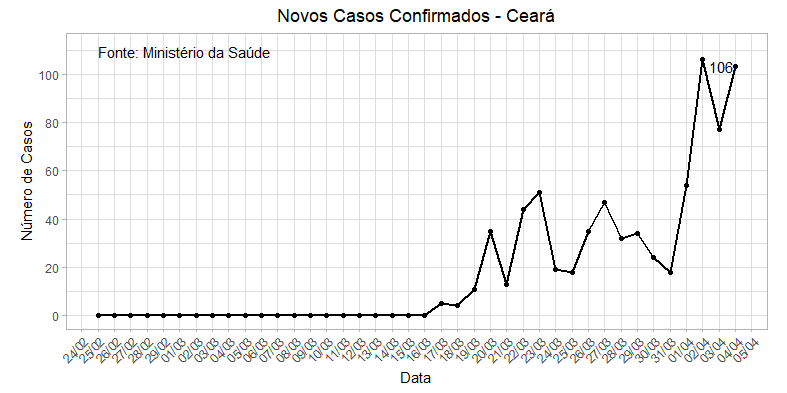 Novos Casos Confirmados - Ceará
Fonte: Ministério da Saúde
106
Número de Casos
100
80
60
40
20
0
24/02 25/02 26/02 27/02 28/02 29/02 01/03 02/03 03/03 04/03 05/03 06/03 07/03 08/03 09/03 10/03 11/03 12/03 13/03 14/03 15/03 16/03 17/03 18/03 19/03 20/03 21/03 22/03 23/03 24/03 25/03 26/03 27/03 28/03 29/03 30/03 31/03 01/04 02/04 03/04 04/04 05/04
Data